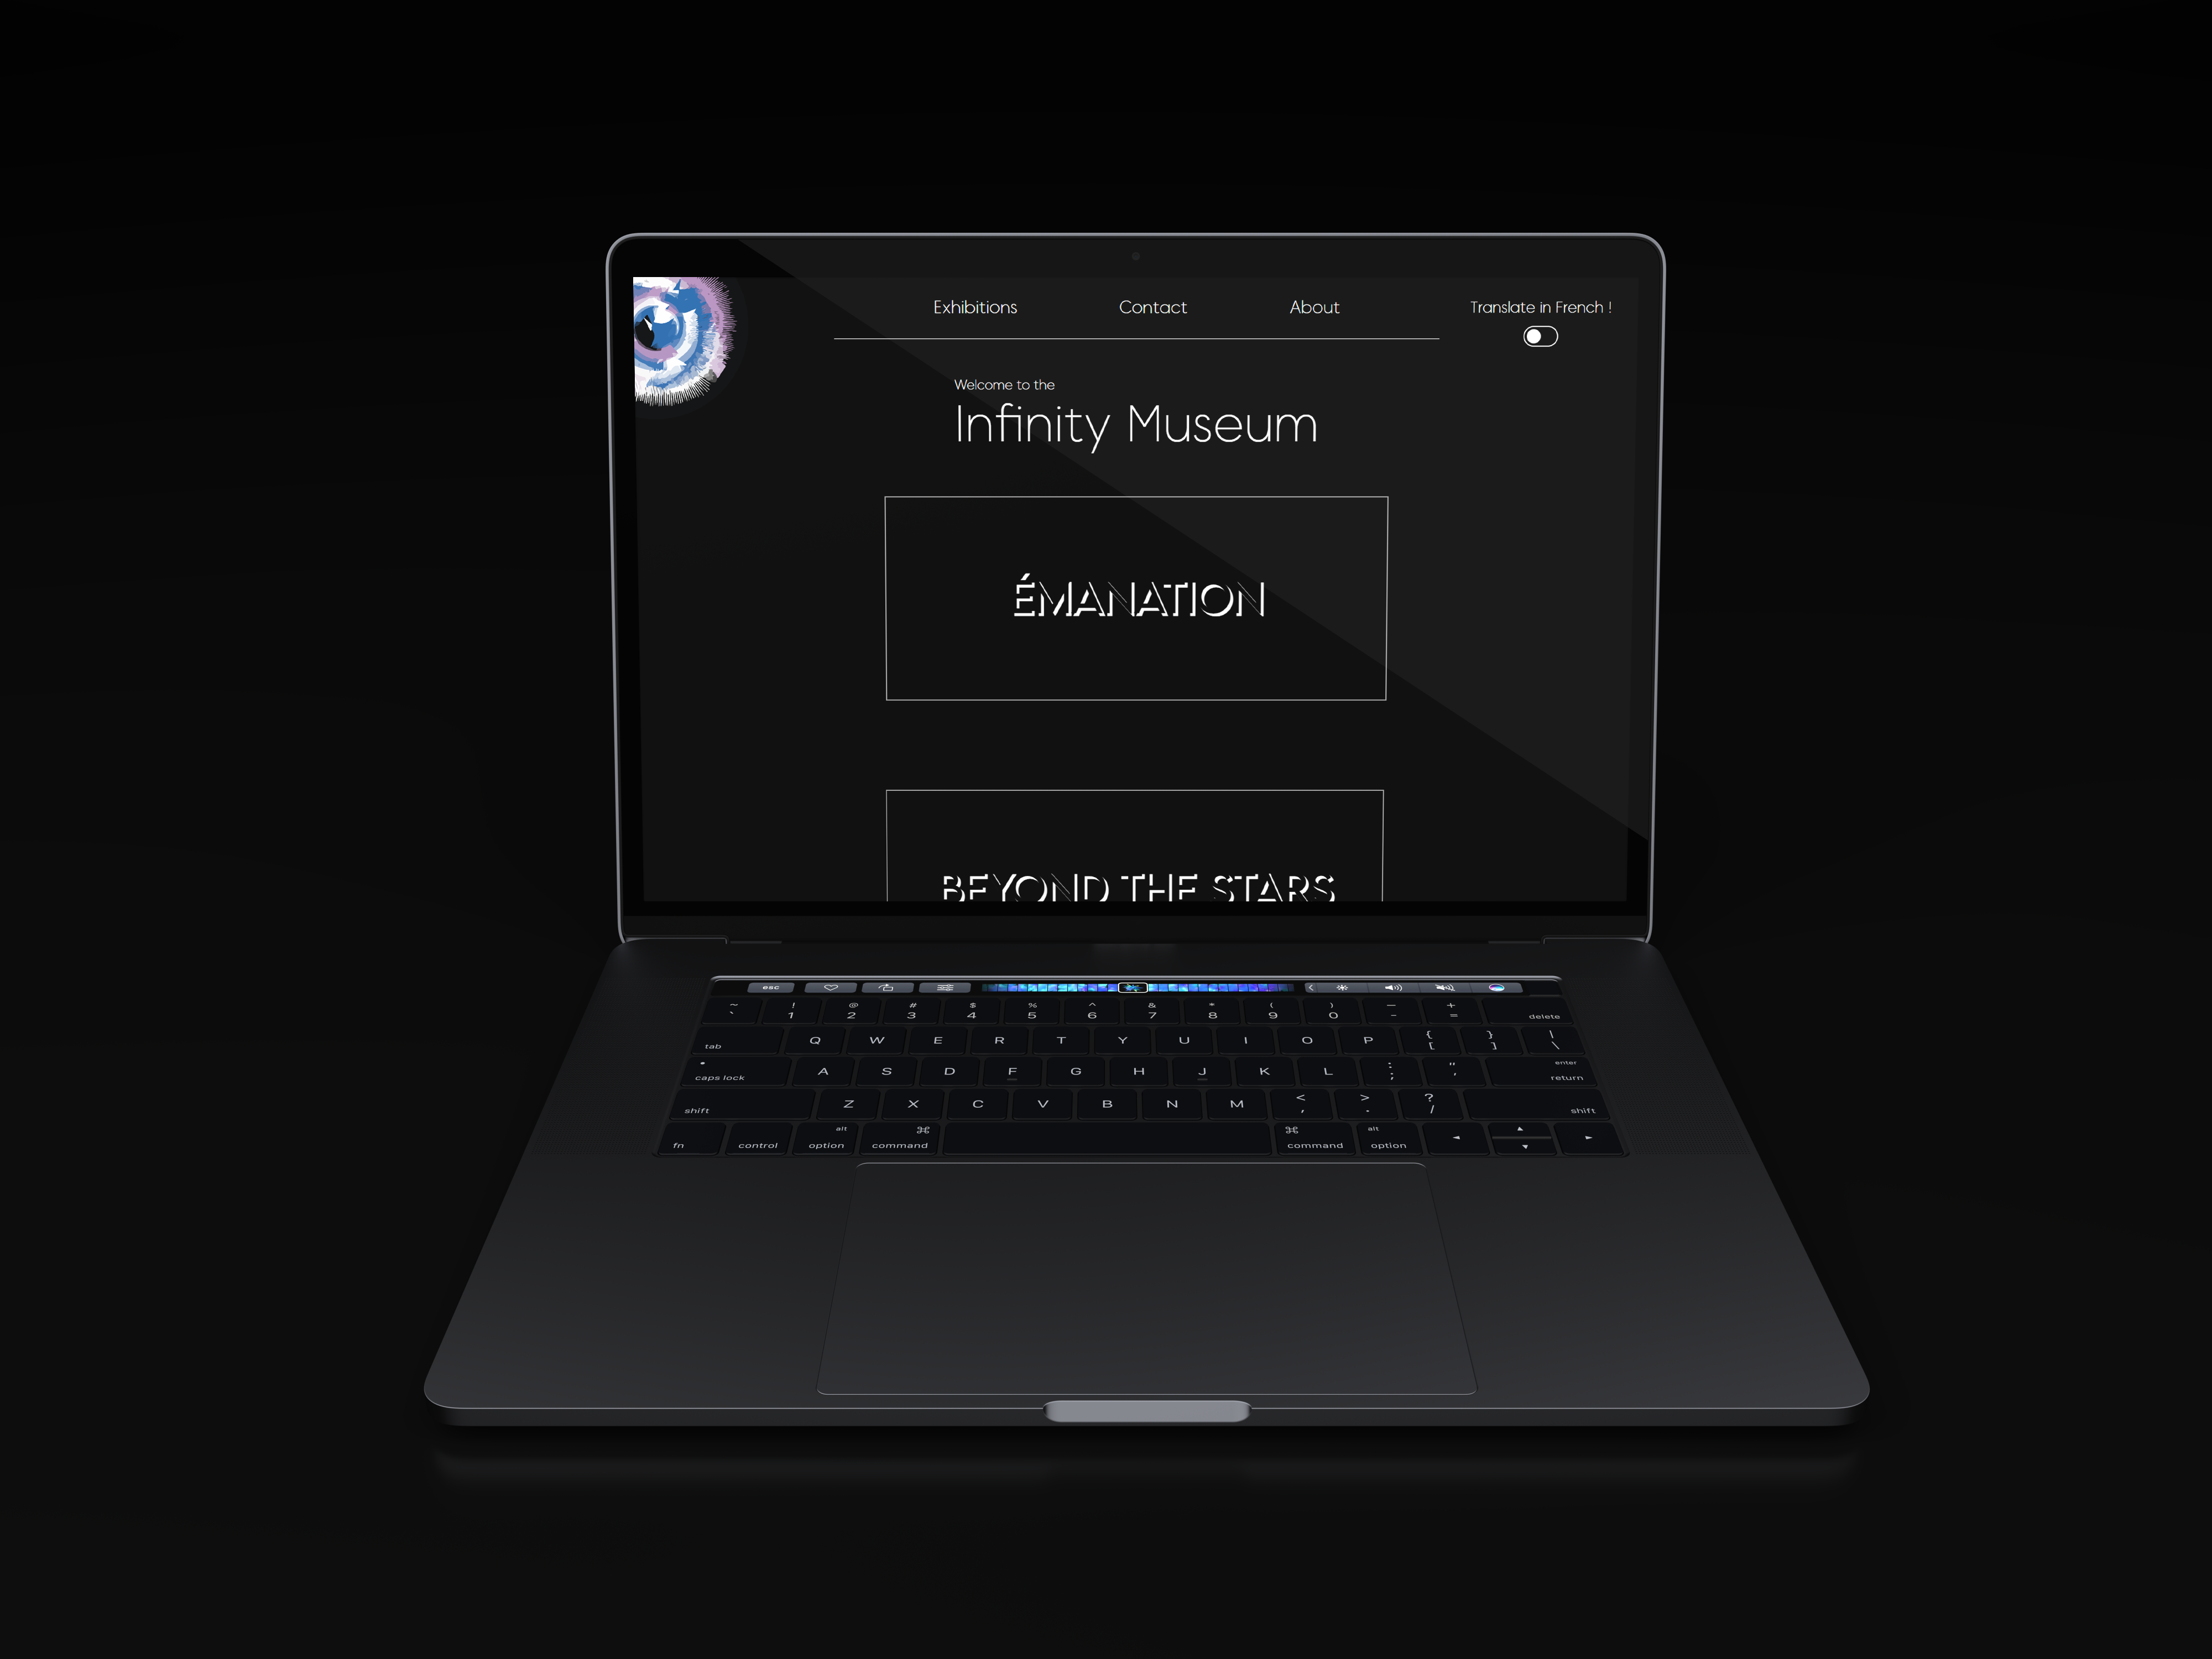 Exhibitions Contact About Translate in French !
Welcome to the
Infinity Museum
ÉMANATION
BEYOND THE STARS
esc
~ ! @ # $ % ^ & * ( ) — +
` 1 2 3 4 5 6 7 8 9 0 - = delete
tab Q W E R T Y U I O P { [ } ] | \
caps lock A S D F G H J K L : ; " ' enter return
shift Z X C V B N M < , > . ? / shift
fn control alt option ⌘ command ⌘ command alt option